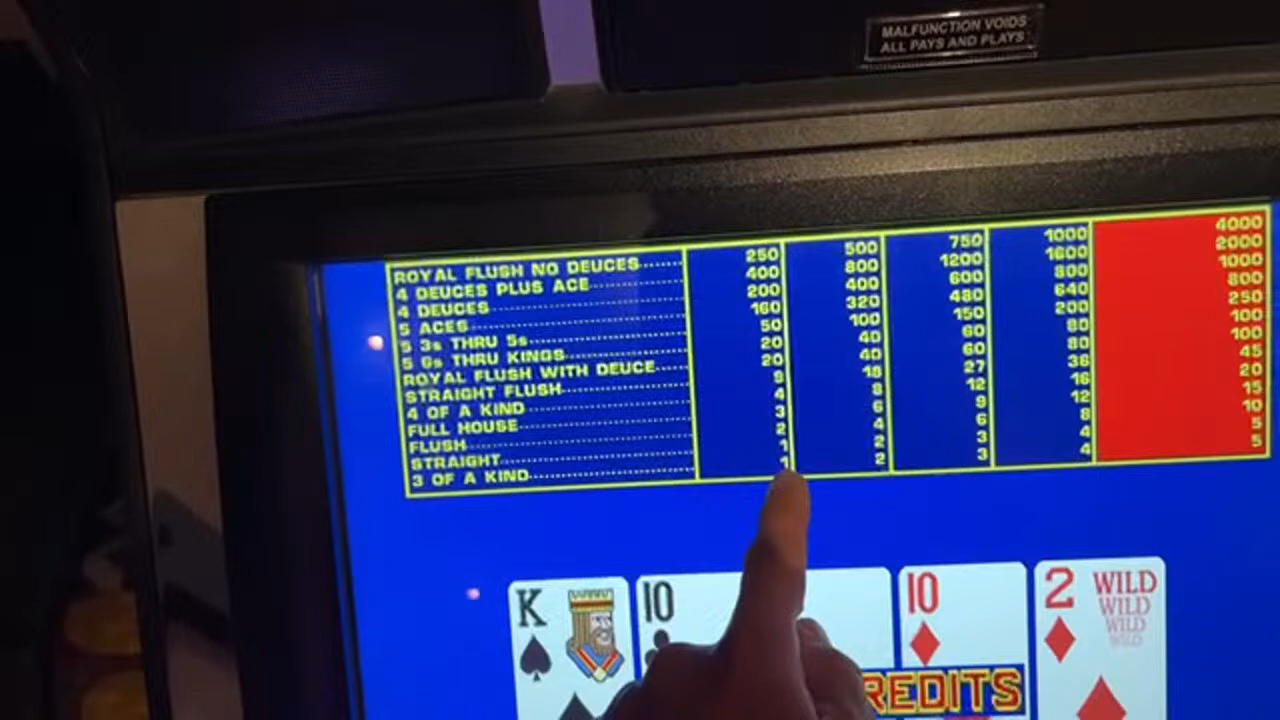 MALFUNCTION VOIDS
ALL PAYS AND PLAYS
ROYAL FLUSH NO DEUCES 250 500 750 1000 4000
4 DEUCES PLUS ACE 400 800 1200 1600 2000
4 DEUCES 200 400 600 800 1000
5 ACES 160 320 480 640 800
5 3s THRU 5s 50 100 150 200 250
5 6s THRU KINGS 20 40 60 80 100
ROYAL FLUSH WITH DEUCE 20 40 60 80 100
STRAIGHT FLUSH 9 18 27 36 45
4 OF A KIND 4 8 12 16 20
FULL HOUSE 3 6 9 12 15
FLUSH 2 4 6 8 10
STRAIGHT 1 2 3 4 5
3 OF A KIND 1 2 3 4 5
K 10 10 2 WILD
WILD
WILD
WILD